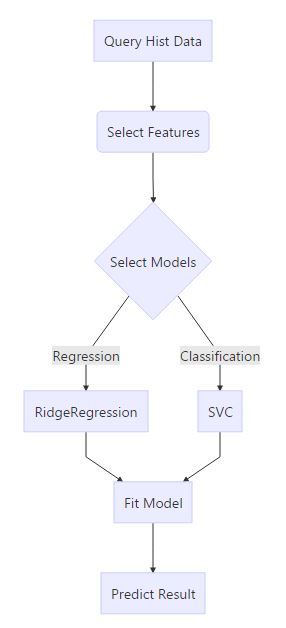 Query Hist Data
Select Features
Select Models
Regression
Classification
RidgeRegression
SVC
Fit Model
Predict Result